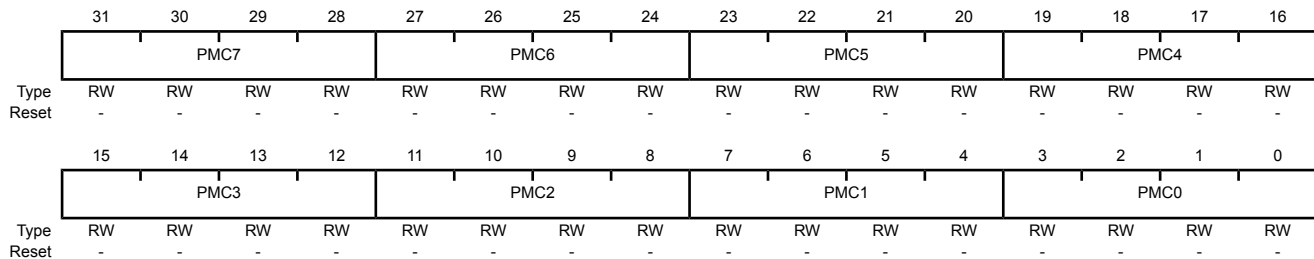 31 30 29 28 27 26 25 24 23 22 21 20 19 18 17 16
PMC7 PMC6 PMC5 PMC4
Type RW RW RW RW RW RW RW RW RW RW RW RW RW RW RW RW
Reset - - - - - - - - - - - - - - - -
15 14 13 12 11 10 9 8 7 6 5 4 3 2 1 0
PMC3 PMC2 PMC1 PMC0
Type RW RW RW RW RW RW RW RW RW RW RW RW RW RW RW RW
Reset - - - - - - - - - - - - - - - -